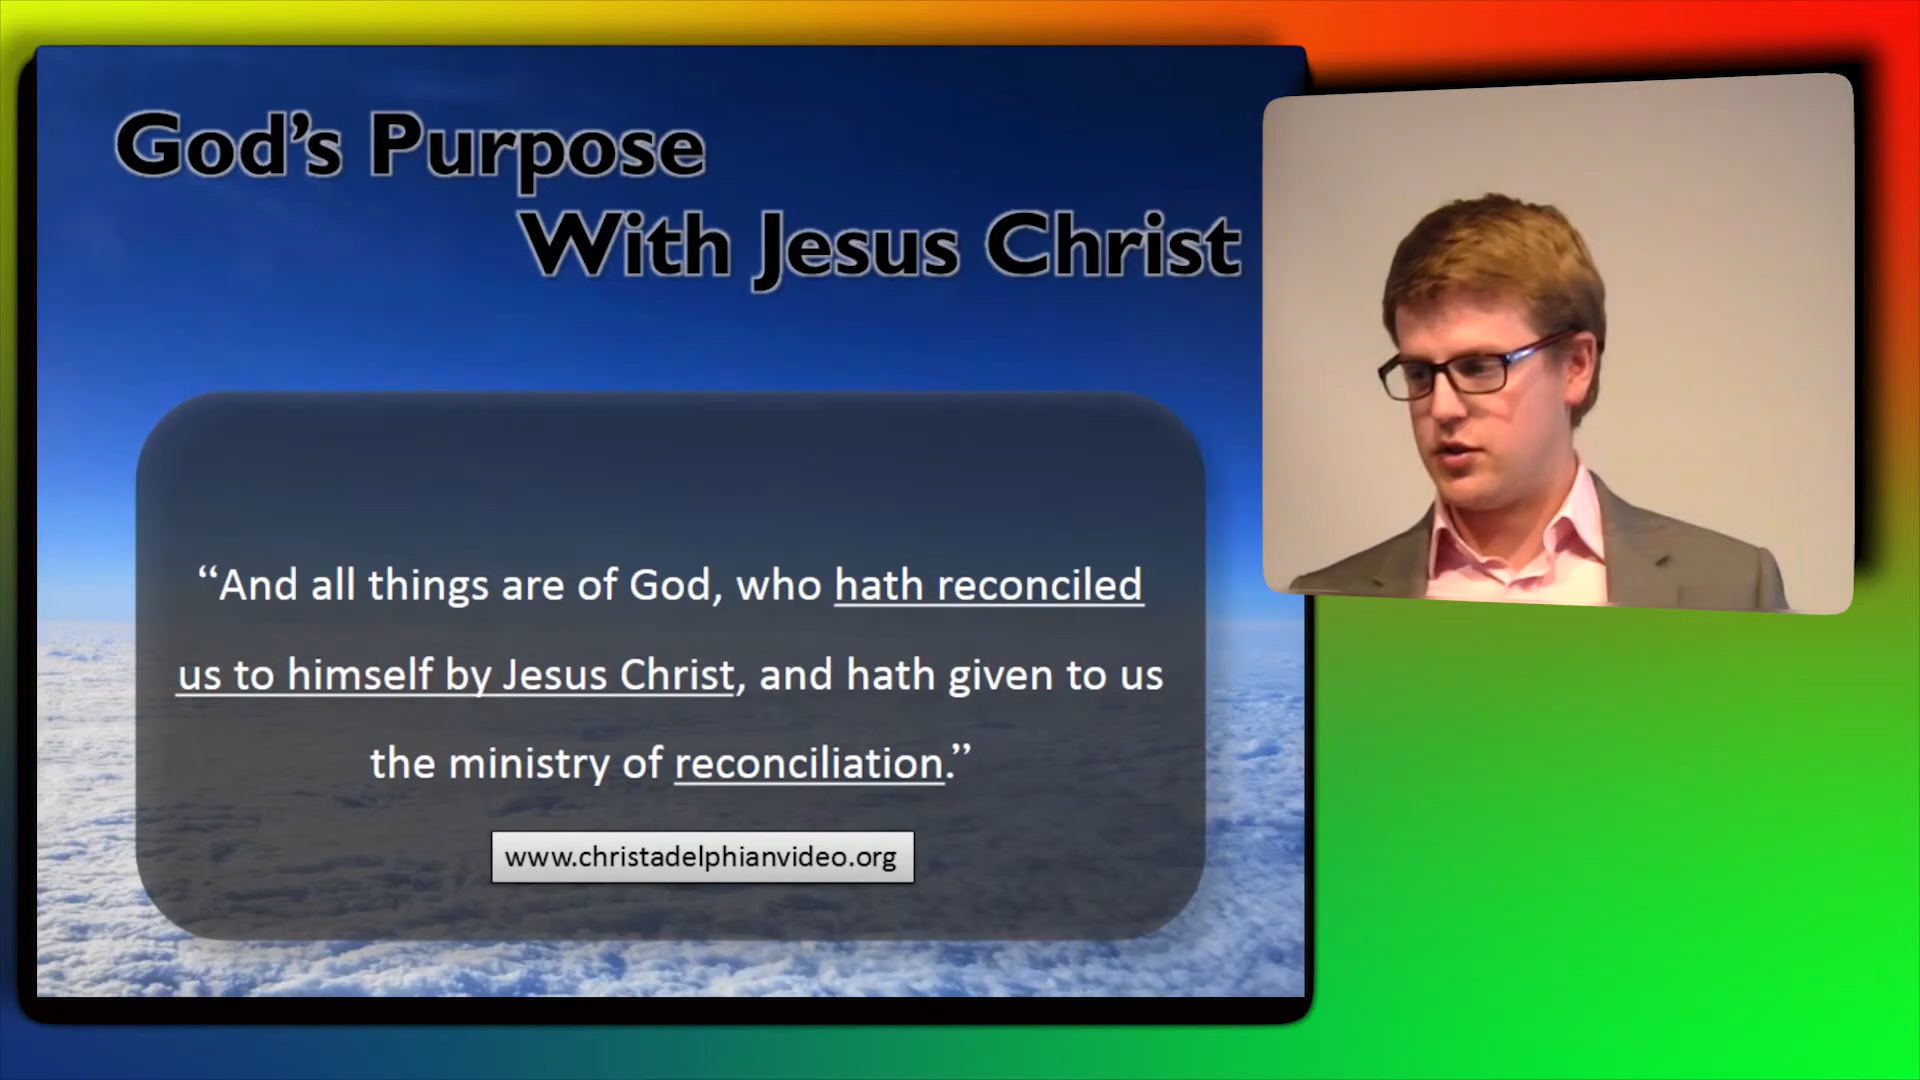 God’s Purpose
With Jesus Christ
“And all things are of God, who hath reconciled
us to himself by Jesus Christ, and hath given to us
the ministry of reconciliation.”
www.christadelphianvideo.org